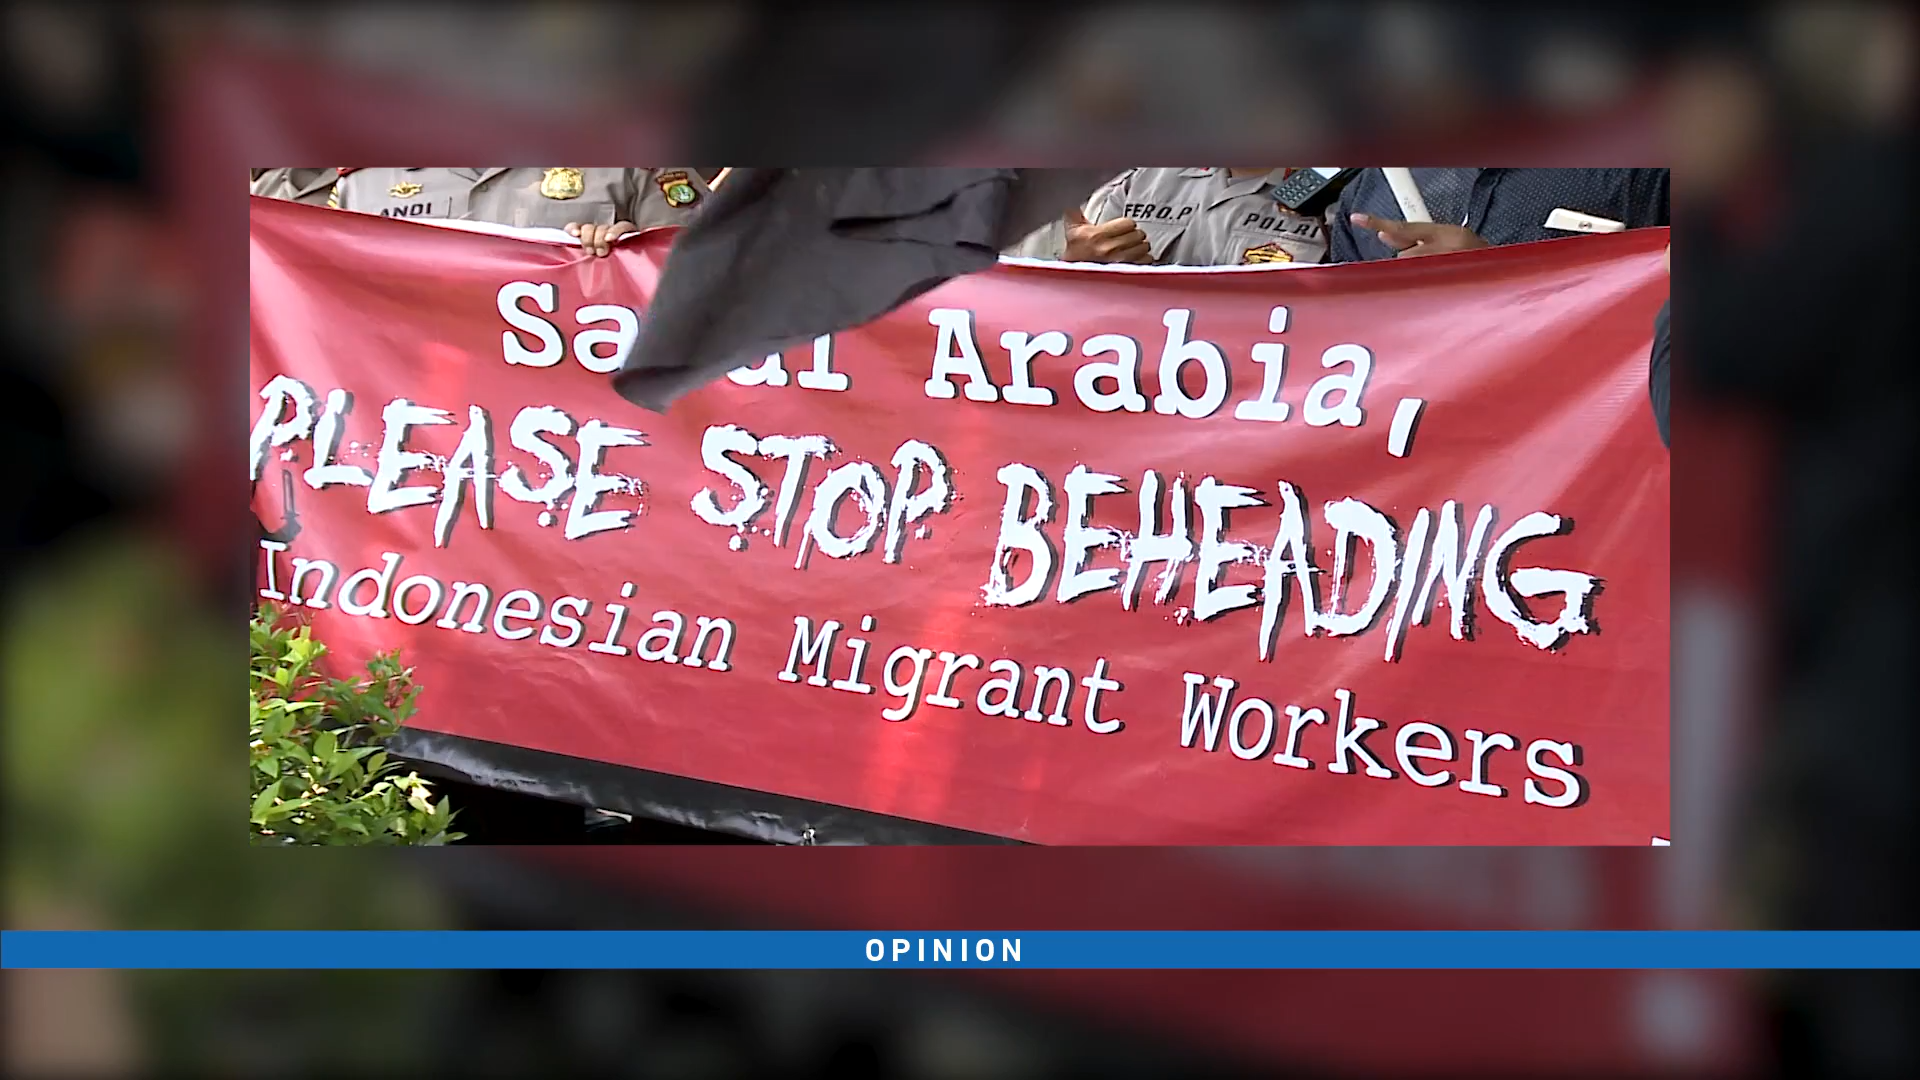 ANDI
FERO.P
POLRI
Arabia,
PLEASE STOP BEHEADING
Indonesian Migrant Workers
OPINION